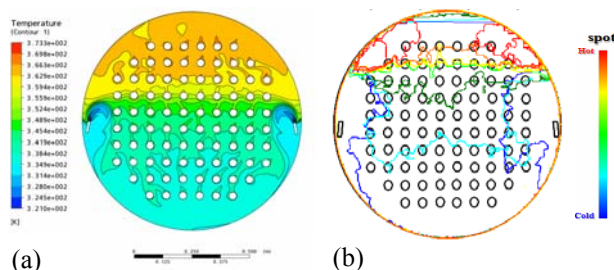 Temperature
(Contour 1)
3.733e+002
3.698e+002
3.663e+002
3.629e+002
3.594e+002
3.559e+002
3.524e+002
3.489e+002
3.454e+002
3.419e+002
3.384e+002
3.349e+002
3.314e+002
3.280e+002
3.245e+002
3.210e+002
[K]
(a)
spot
Hot
Cold
(b)